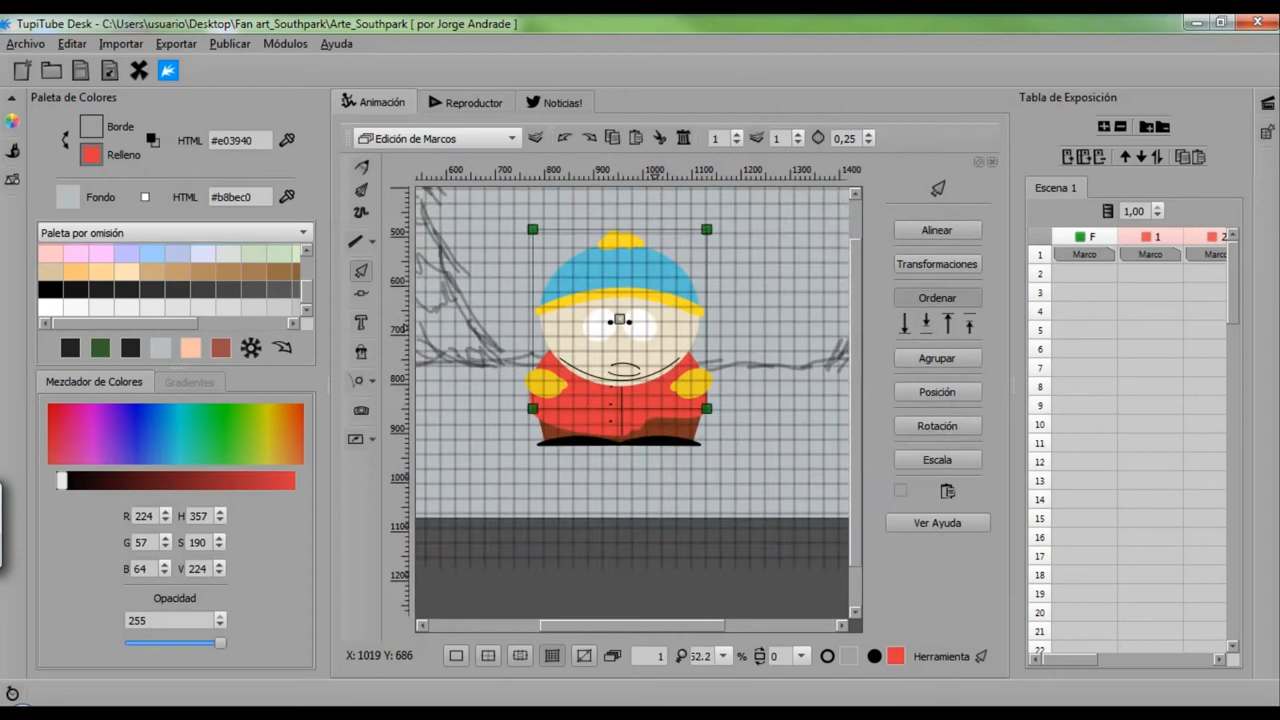 TupiTube Desk - C:\Users\usuario\Desktop\Fan art_Southpark\Arte_Southpark [ por Jorge Andrade ]
Archivo Editar Importar Exportar Publicar Módulos Ayuda
Paleta de Colores
Borde
HTML #e03940
Relleno
Fondo HTML #b8bec0
Paleta por omisión
Mezclador de Colores Gradientes
R 224 H 357
G 57 S 190
B 64 V 224
Opacidad
255
Animación Reproductor Noticias!
Edición de Marcos 1 1 0,25
600 700 800 900 1000 1100 1200 1300 1400
500
600
700
800
900
1000
1100
1200
X: 1019 Y: 686 1 52.2 % 0 Herramienta
Alinear
Transformaciones
Ordenar
Agrupar
Posición
Rotación
Escala
Ver Ayuda
Tabla de Exposición
Escena 1
1,00
F 1 2
1 Marco Marco Marco
2
3
4
5
6
7
8
9
10
11
12
13
14
15
16
17
18
19
20
21
22